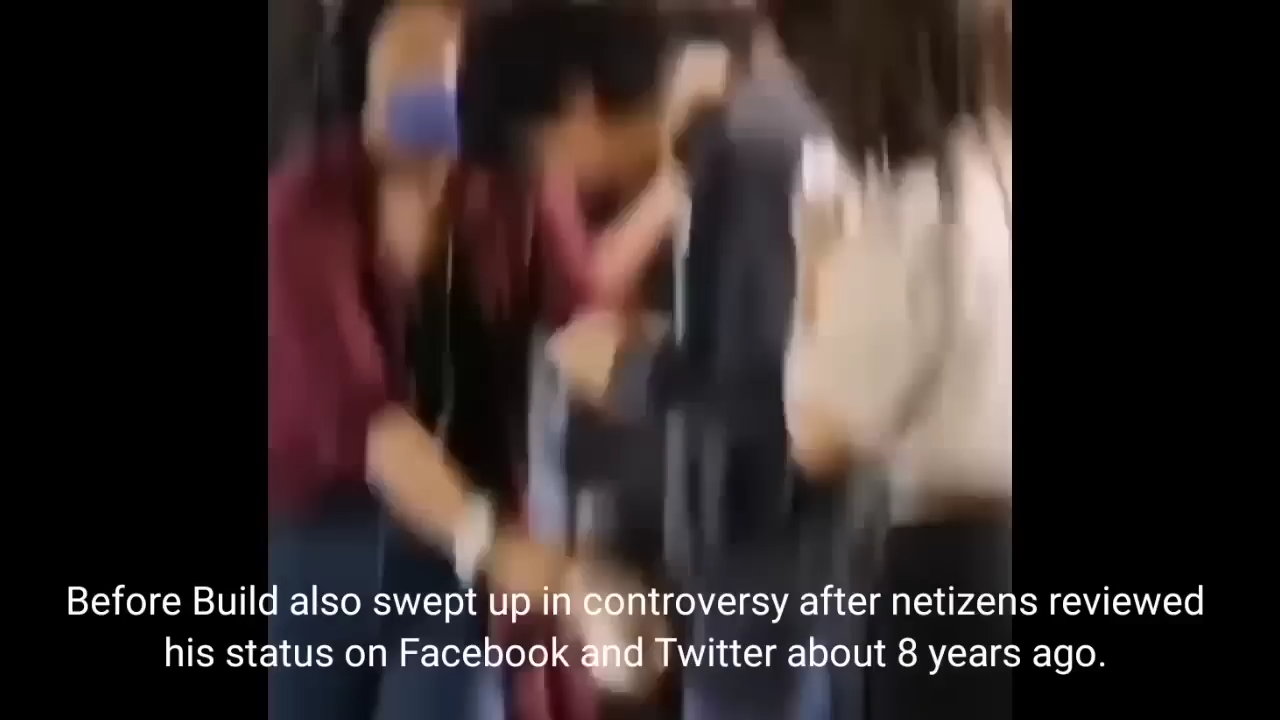 Before Build also swept up in controversy after netizens reviewed
his status on Facebook and Twitter about 8 years ago.